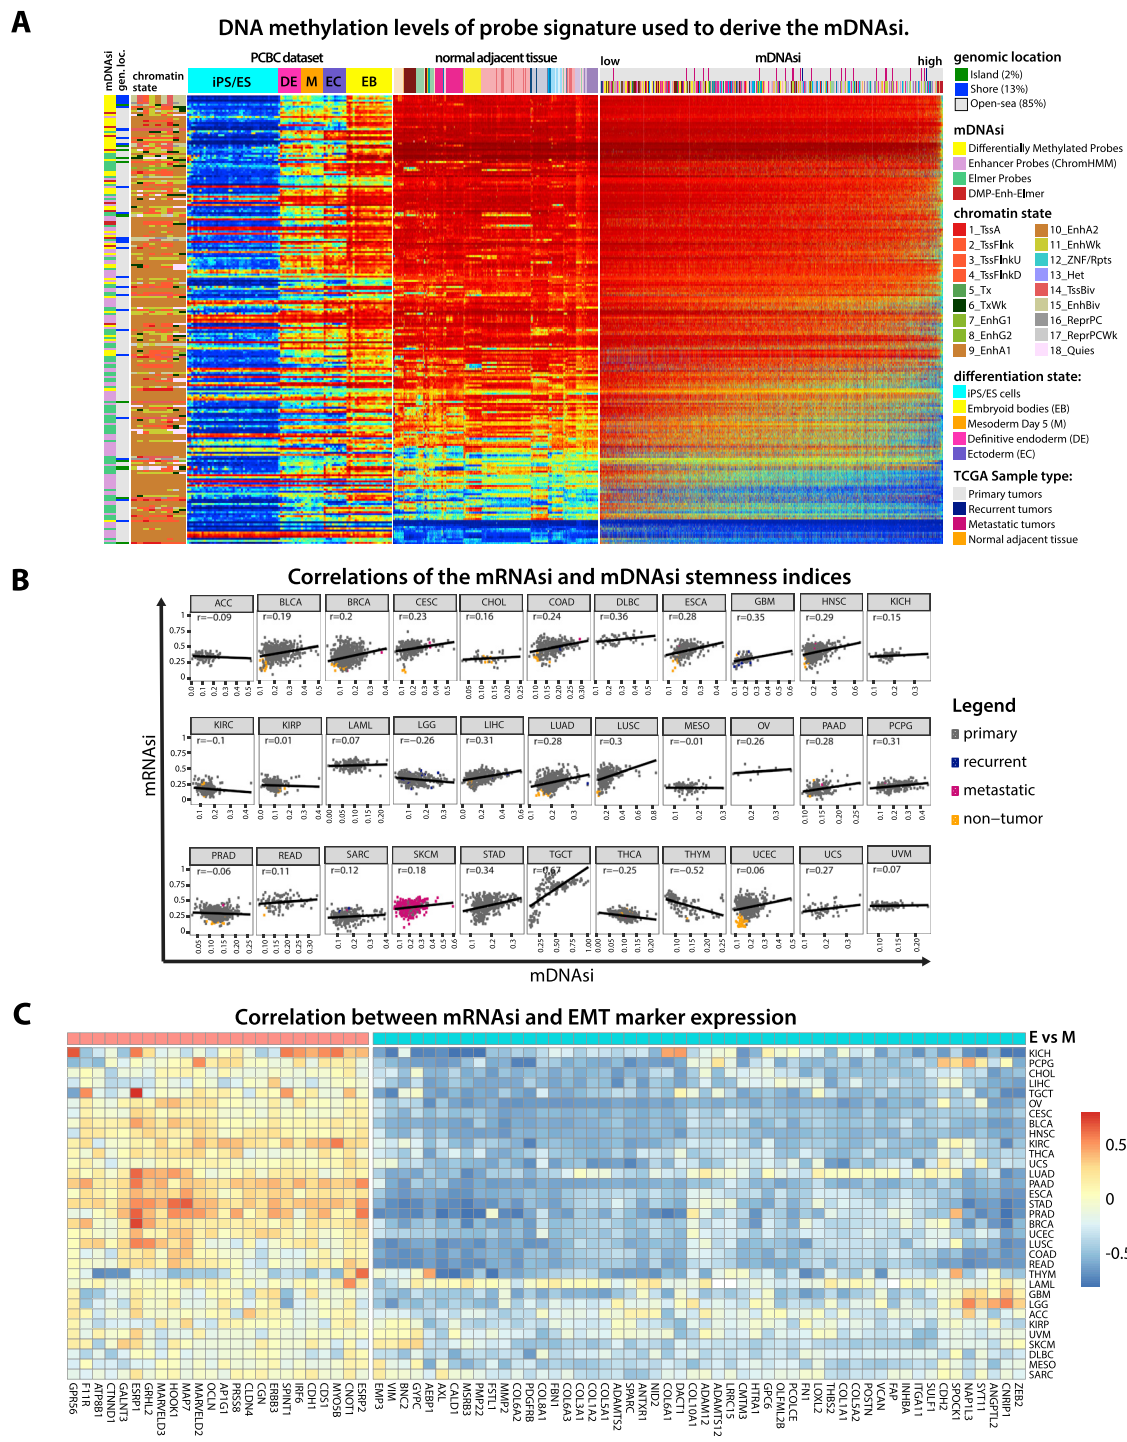 A
DNA methylation levels of probe signature used to derive the mDNAsi.
mDNAsi
gen. loc.
chromatin state
PCBC dataset
iPS/ES DE M EC EB
normal adjacent tissue
low mDNAsi high
genomic location
Island (2%)
Shore (13%)
Open-sea (85%)
mDNAsi
Differentially Methylated Probes
Enhancer Probes (ChromHMM)
Elmer Probes
DMP-Enh-Elmer
chromatin state
1_TssA 10_EnhA2
2_TssFlnk 11_EnhWk
3_TssFlnkU 12_ZNF/Rpts
4_TssFlnkD 13_Het
5_Tx 14_TssBiv
6_TxWk 15_EnhBiv
7_EnhG1 16_ReprPC
8_EnhG2 17_ReprPCWk
9_EnhA1 18_Quies
differentiation state:
iPS/ES cells
Embryoid bodies (EB)
Mesoderm Day 5 (M)
Definitive endoderm (DE)
Ectoderm (EC)
TCGA Sample type:
Primary tumors
Recurrent tumors
Metastatic tumors
Normal adjacent tissue
B
Correlations of the mRNAsi and mDNAsi stemness indices
ACC BLCA BRCA CESC CHOL COAD DLBC ESCA GBM HNSC KICH
r=−0.09 r=0.19 r=0.2 r=0.23 r=0.16 r=0.24 r=0.36 r=0.28 r=0.35 r=0.29 r=0.15
KIRC KIRP LAML LGG LIHC LUAD LUSC MESO OV PAAD PCPG
r=−0.1 r=0.01 r=0.07 r=−0.26 r=0.31 r=0.28 r=0.3 r=−0.01 r=0.26 r=0.28 r=0.31
PRAD READ SARC SKCM STAD TGCT THCA THYM UCEC UCS UVM
r=−0.06 r=0.11 r=0.12 r=0.18 r=0.34 r=0.67 r=−0.25 r=−0.52 r=0.06 r=0.27 r=0.07
mRNAsi
mDNAsi
Legend
primary
recurrent
metastatic
non−tumor
C
Correlation between mRNAsi and EMT marker expression
E vs M
KICH
PCPG
CHOL
LIHC
TGCT
OV
CESC
BLCA
HNSC
KIRC
THCA
UCS
LUAD
PAAD
ESCA
STAD
PRAD
BRCA
UCEC
LUSC
COAD
READ
THYM
LAML
GBM
LGG
ACC
KIRP
UVM
SKCM
DLBC
MESO
SARC
0.5
0
-0.5
GPR56
F11R
ATP8B1
CTNND1
GALNT3
ESRP1
GRHL2
MARVELD3
HOOK1
MAP7
MARVELD2
OCLN
AP1G1
PRSS8
CLDN4
CGN
ERBB3
SPINT1
IRF6
CDH1
CDS1
MYO5B
CNOT1
ESRP2
EMP3
VIM
BNC2
GYPC
AEBP1
AXL
CALD1
MSRB3
PMP22
FSTL1
MMP2
COL6A2
PDGFRB
COL8A1
FBN1
COL6A3
COL3A1
COL1A2
COL5A1
ADAMTS2
SPARC
ANTXR1
NID2
COL6A1
DACT1
COL10A1
ADAM12
ADAMTS12
LRRC15
CMTM3
HTRA1
GPC6
OLFML2B
PCOLCE
FN1
LOXL2
THBS2
COL1A1
COL5A2
POSTN
VCAN
FAP
INHBA
ITGA11
SULF1
CDH2
SPOCK1
NAP1L3
SYT11
ANGPTL2
CNRIP1
ZEB2